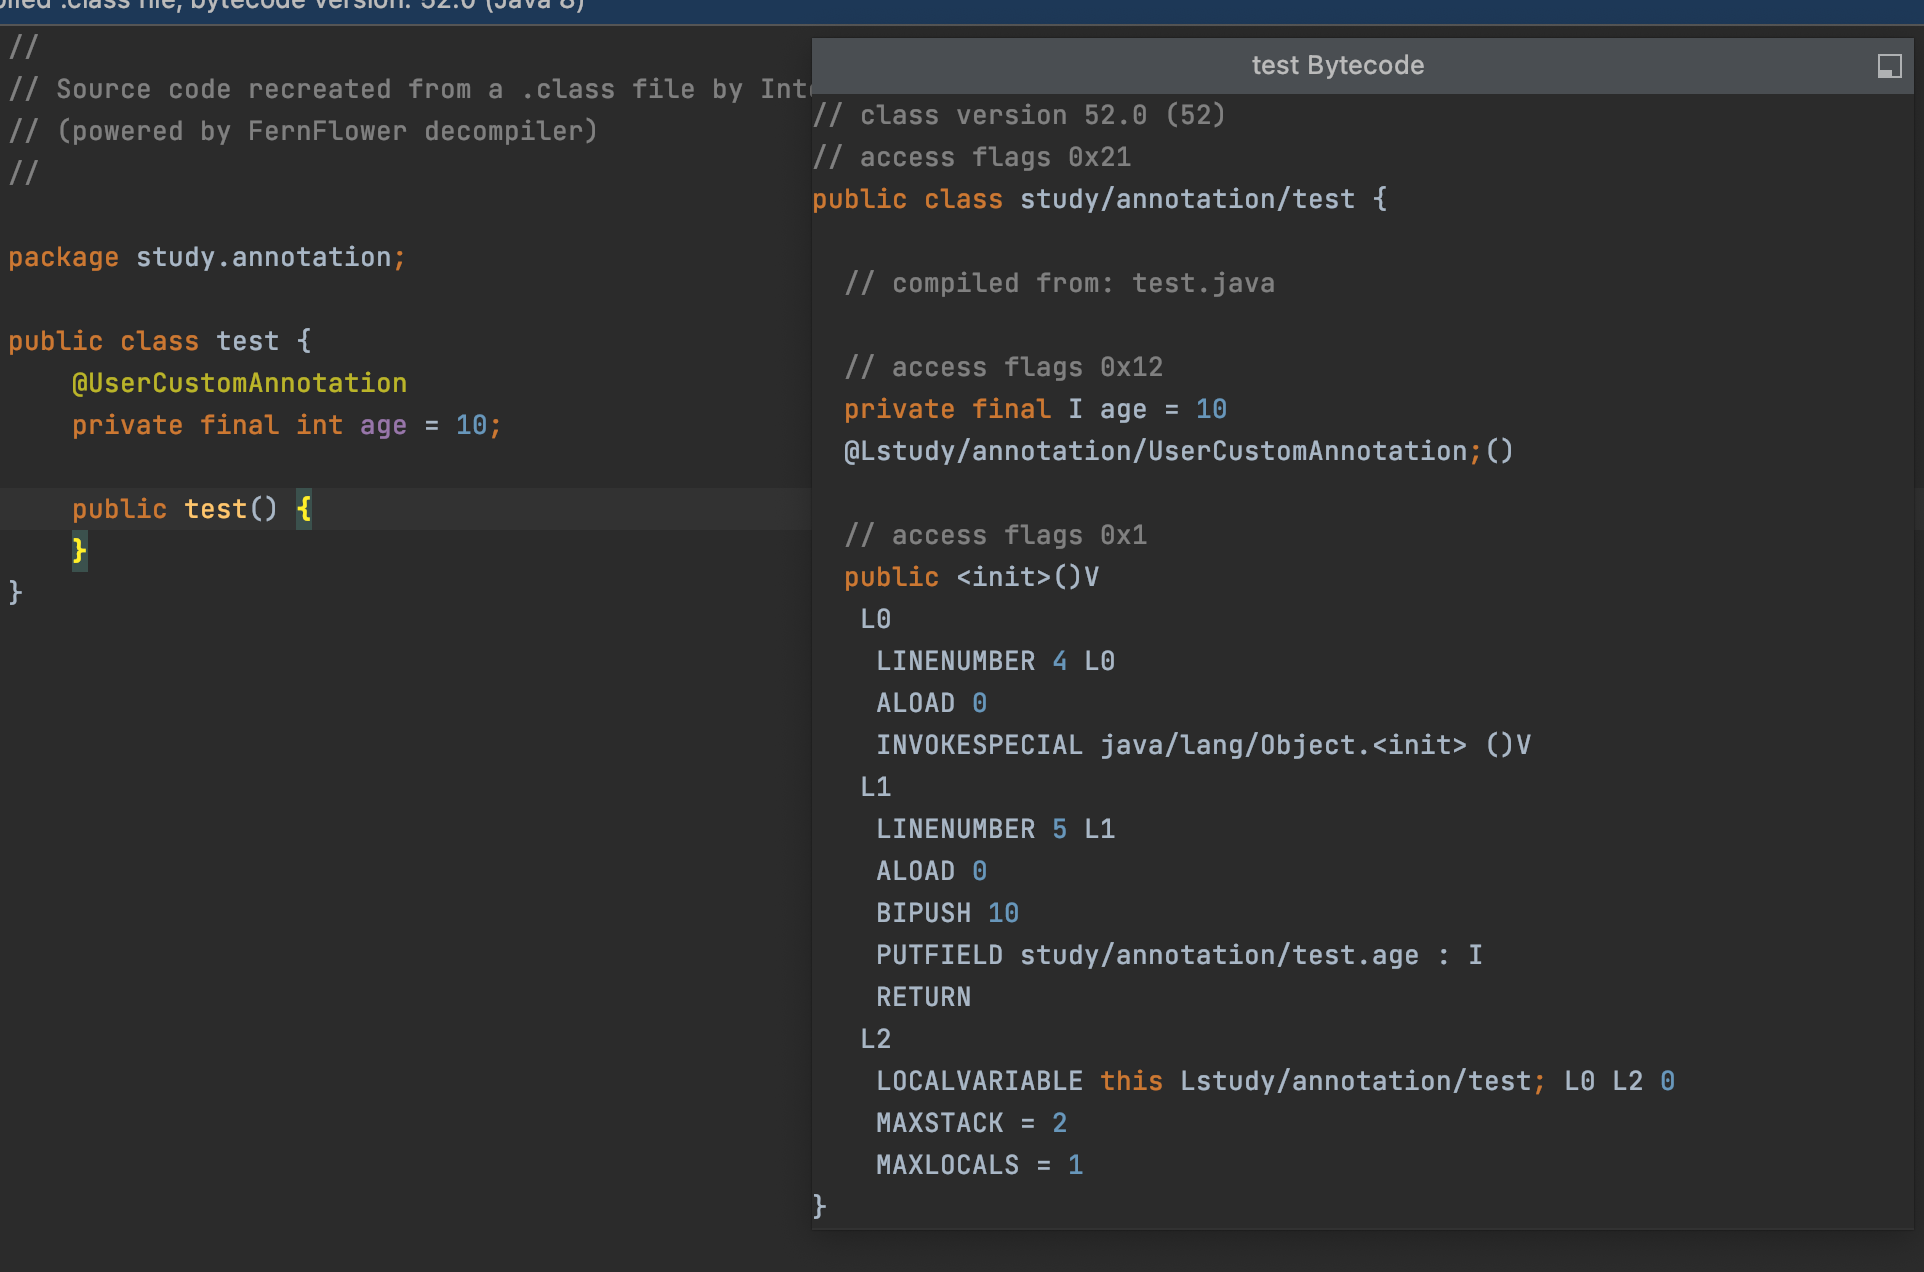 .class file, bytecode version: 52.0 (Java 8)
//
// Source code recreated from a .class file by
// (powered by FernFlower decompiler)
//
package study.annotation;
public class test {
@UserCustomAnnotation
private final int age = 10;
public test() {
}
}
test Bytecode
// class version 52.0 (52)
// access flags 0x21
public class study/annotation/test {
// compiled from: test.java
// access flags 0x12
private final I age = 10
@Lstudy/annotation/UserCustomAnnotation;()
// access flags 0x1
public <init>()V
L0
LINENUMBER 4 L0
ALOAD 0
INVOKESPECIAL java/lang/Object.<init> ()V
L1
LINENUMBER 5 L1
ALOAD 0
BIPUSH 10
PUTFIELD study/annotation/test.age : I
RETURN
L2
LOCALVARIABLE this Lstudy/annotation/test; L0 L2 0
MAXSTACK = 2
MAXLOCALS = 1
}